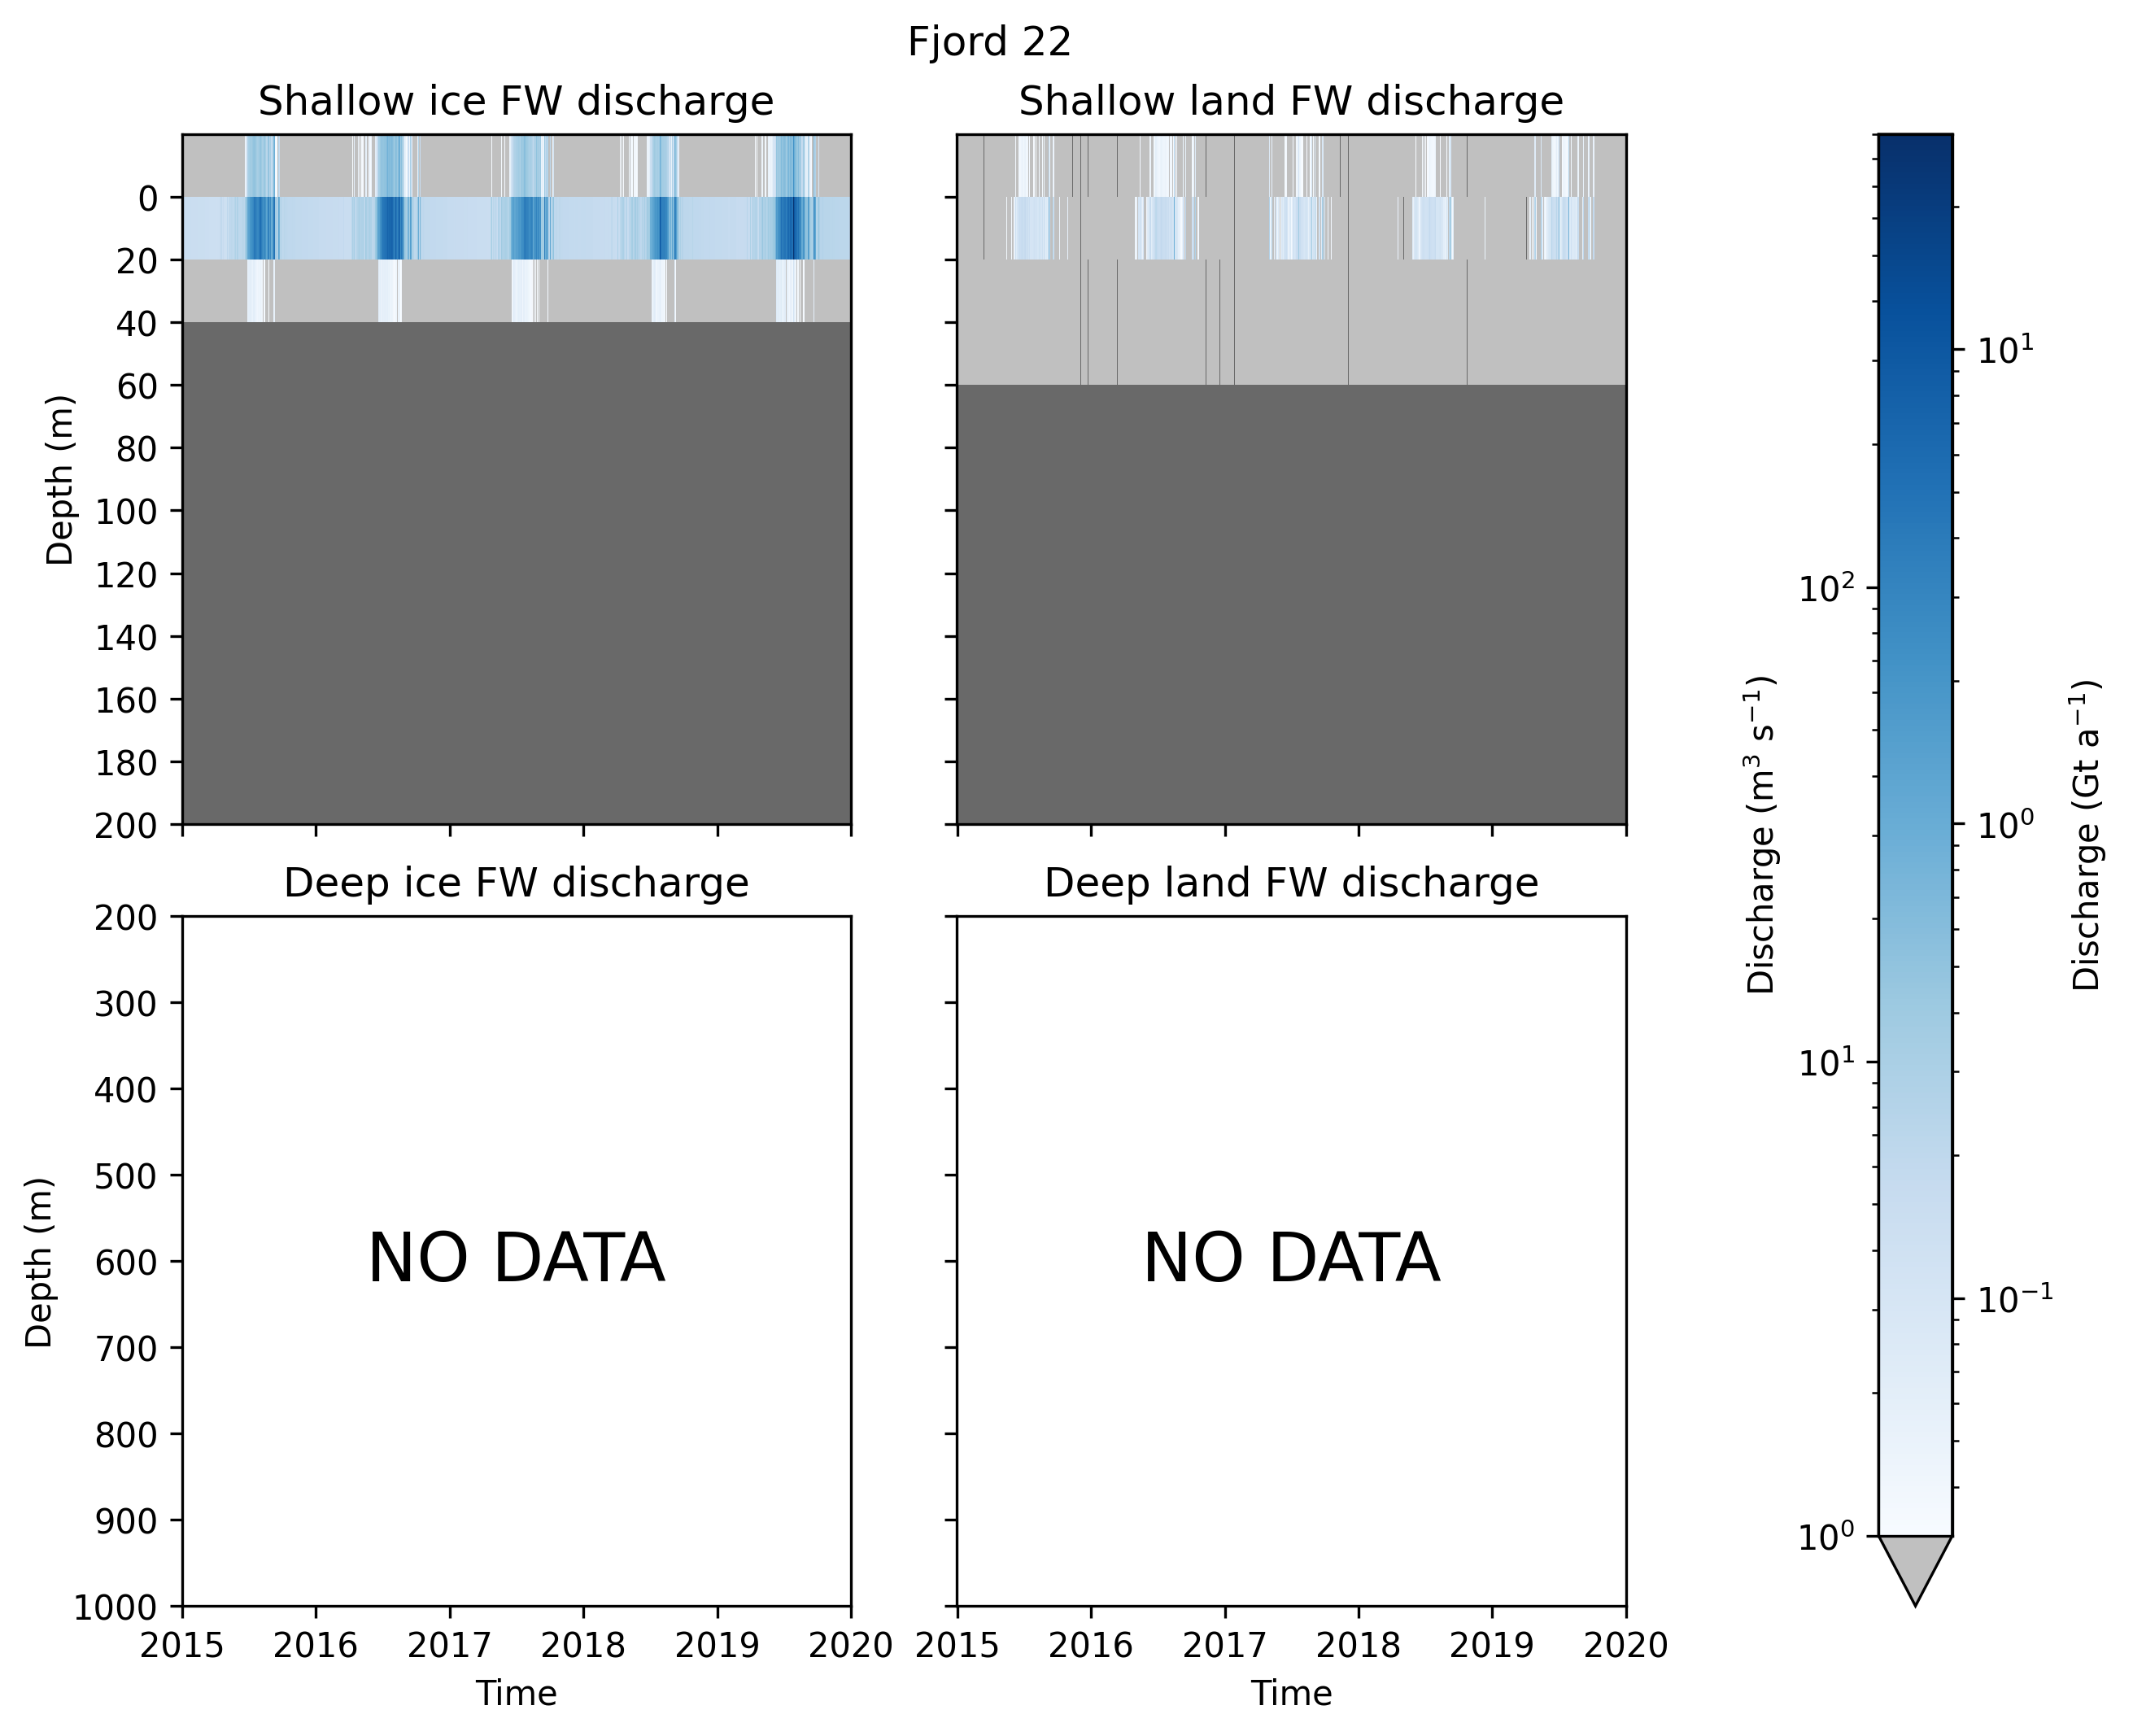 Fjord 22
Shallow ice FW discharge
Shallow land FW discharge
0
20
40
60
80
100
120
140
160
180
200
Depth (m)
Deep ice FW discharge
Deep land FW discharge
200
300
400
500
600
700
800
900
1000
Depth (m)
NO DATA
NO DATA
2015 2016 2017 2018 2019 2020
2015 2016 2017 2018 2019 2020
Time
Time
10²
10¹
10⁰
Discharge (m³ s⁻¹)
10¹
10⁰
10⁻¹
Discharge (Gt a⁻¹)